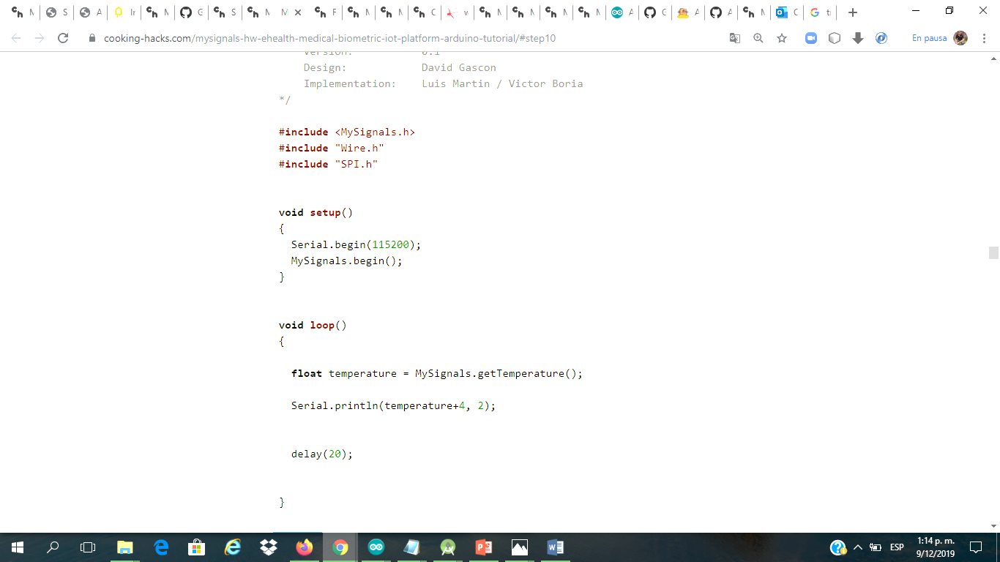 cooking-hacks.com/mysignals-hw-ehealth-medical-biometric-iot-platform-arduino-tutorial/#step10
En pausa
Version: 0.1
Design: David Gascon
Implementation: Luis Martin / Victor Boria
*/
#include <MySignals.h>
#include "Wire.h"
#include "SPI.h"
void setup()
{
Serial.begin(115200);
MySignals.begin();
}
void loop()
{
float temperature = MySignals.getTemperature();
Serial.println(temperature+4, 2);
delay(20);
}
ESP
1:14 p. m.
9/12/2019